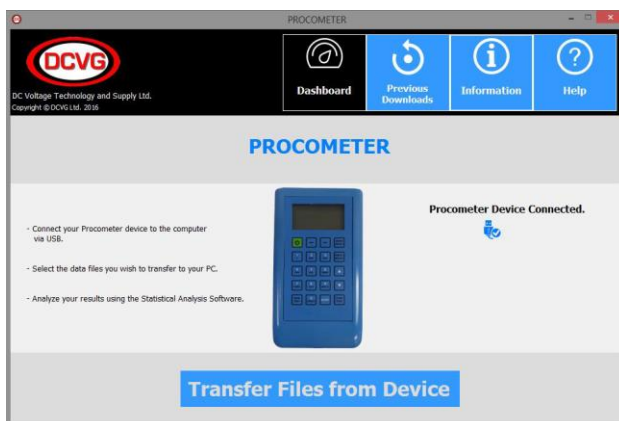 PROCOMETER
DCVG
DC Voltage Technology and Supply Ltd.
Copyright @ DCVG Ltd. 2016
Dashboard
Previous
Downloads
Information
Help
PROCOMETER
- Connect your Procometer device to the computer
via USB.
- Select the data files you wish to transfer to your PC.
- Analyze your results using the Statistical Analysis Software.
Procometer Device Connected.
Transfer Files from Device